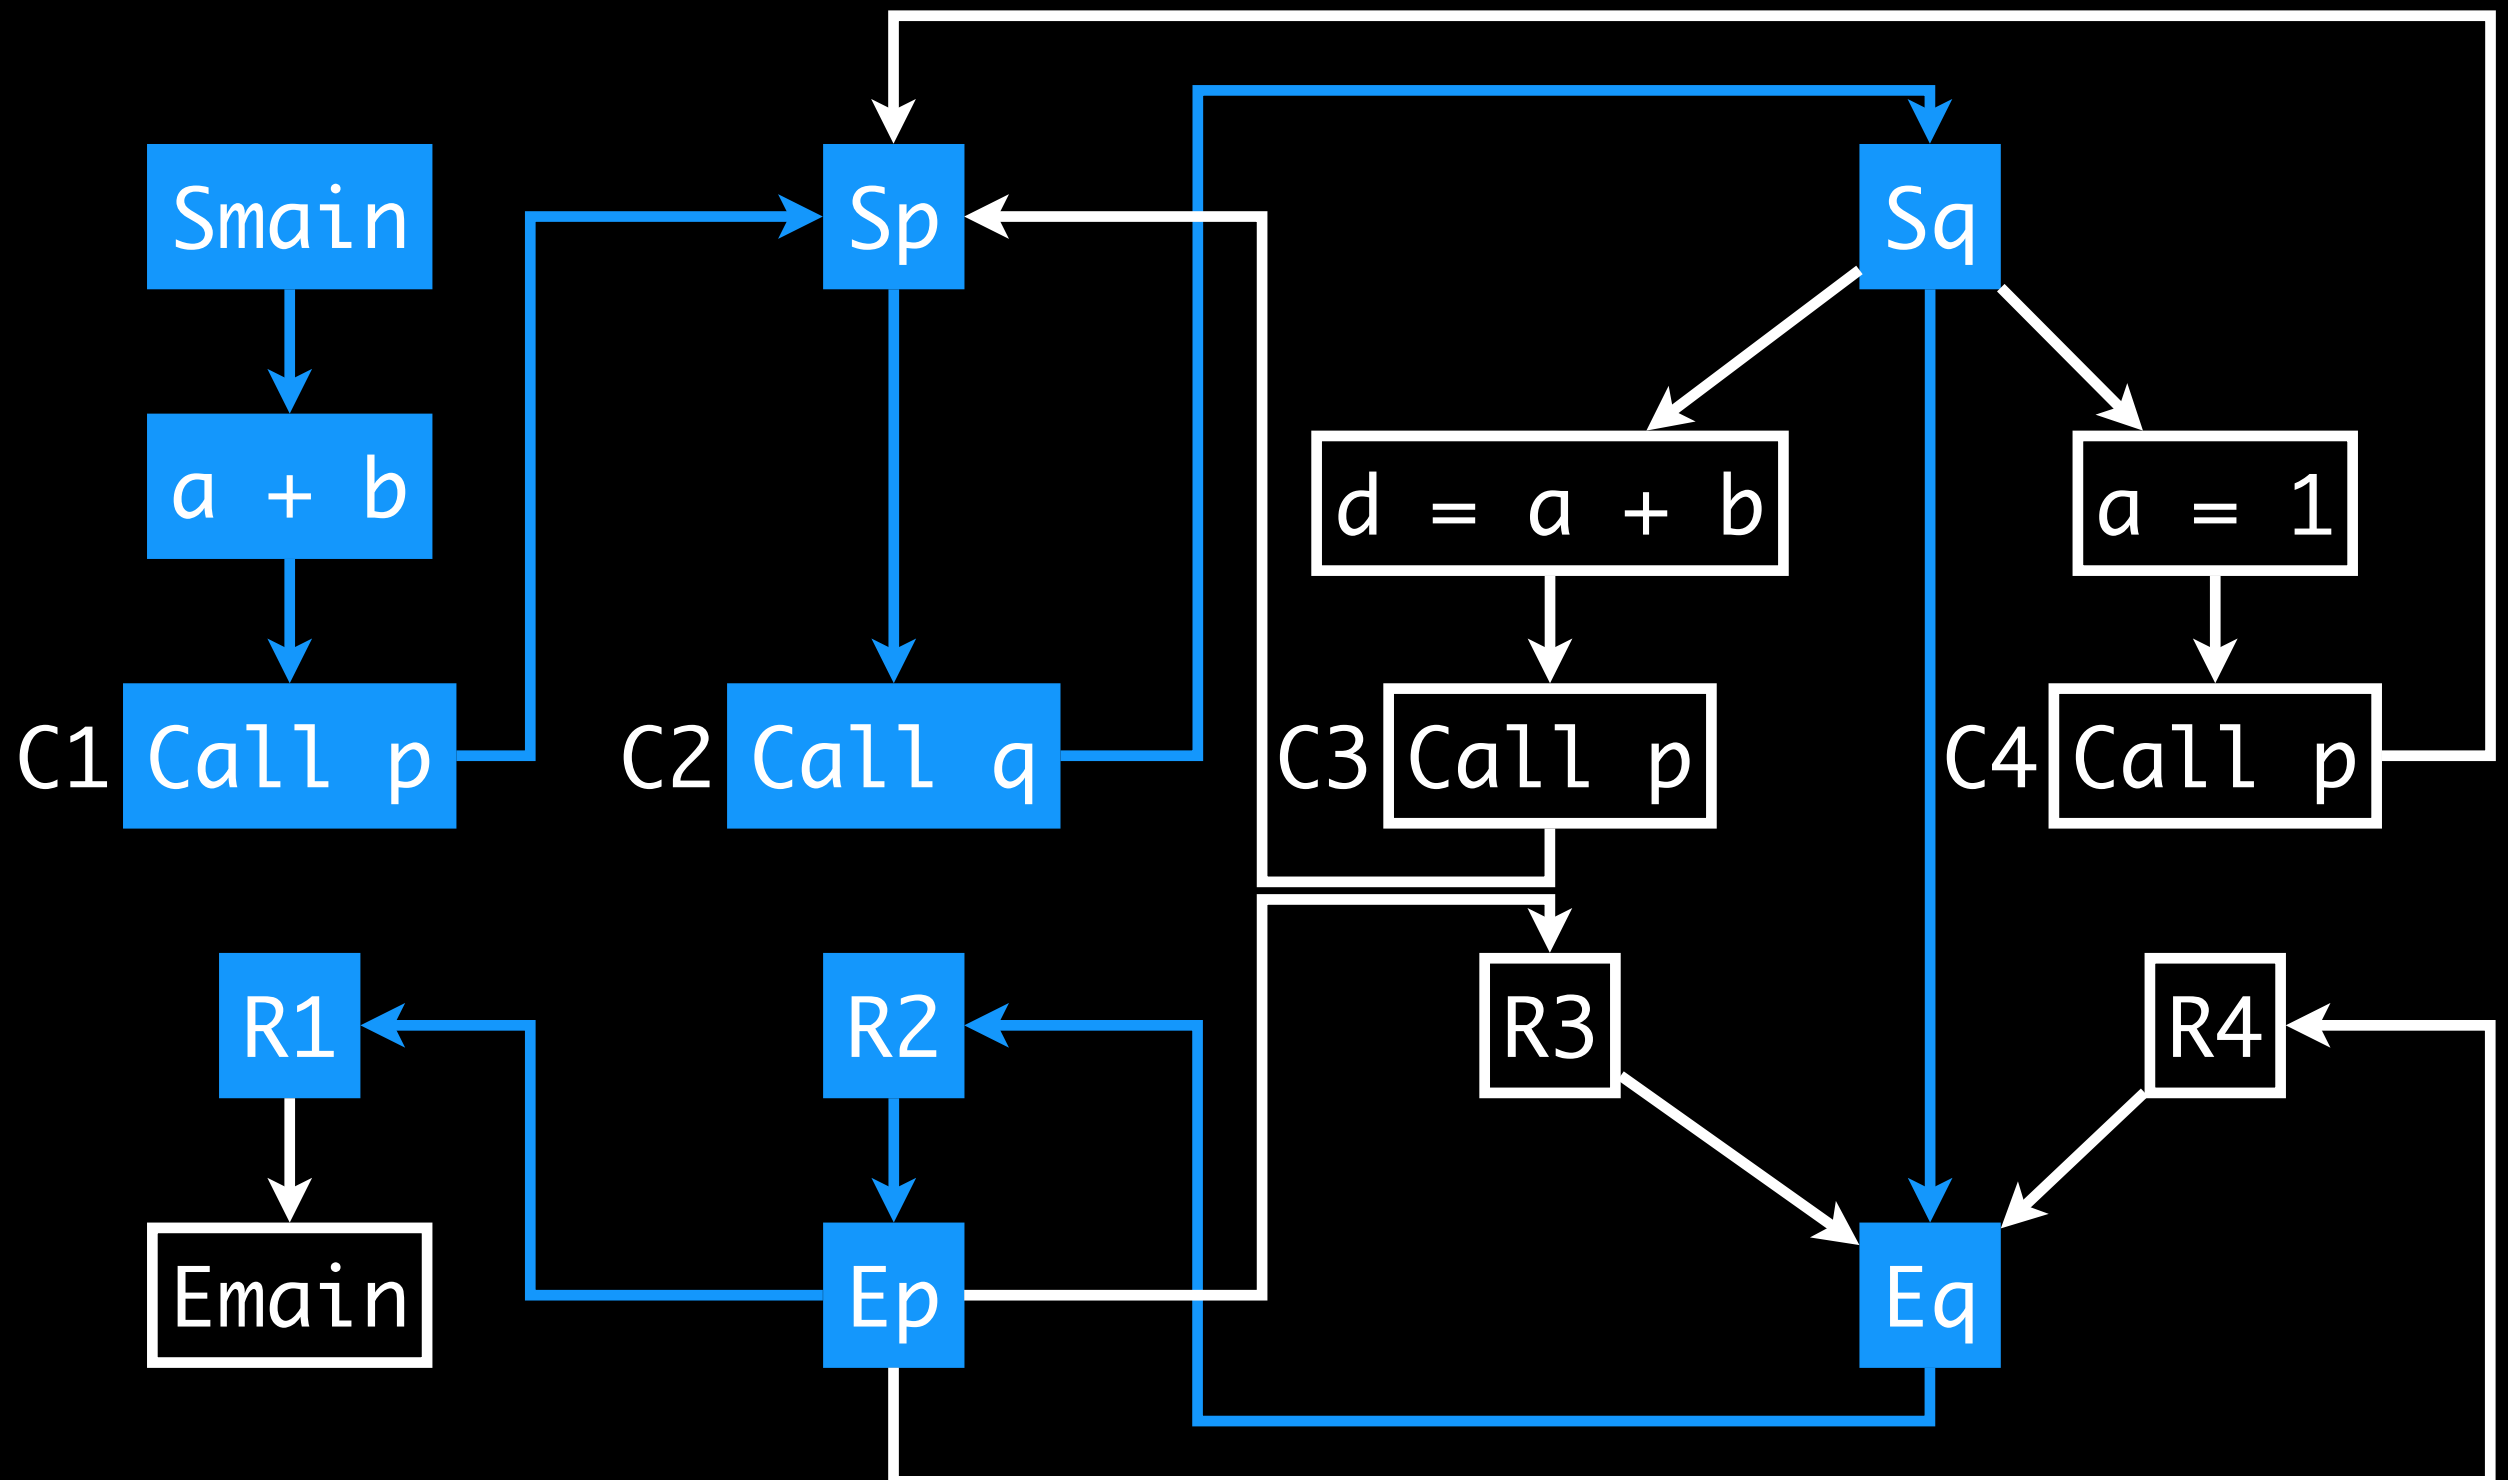 Smain
Sp
Sq
a + b
d = a + b
a = 1
C1 Call p
C2 Call q
C3 Call p
C4 Call p
R1
R2
R3
R4
Emain
Ep
Eq